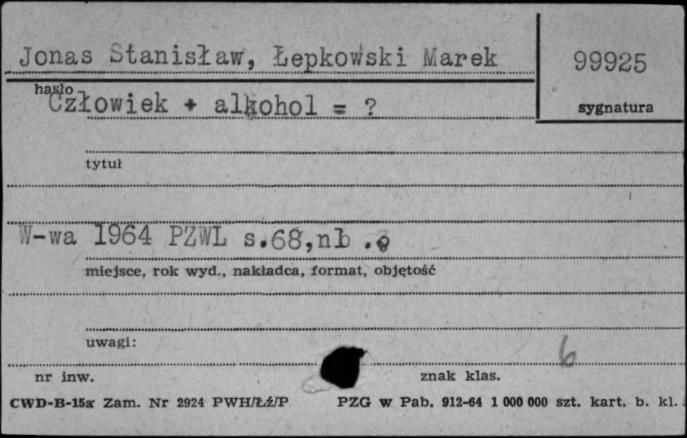 Jonas Stanisław, Łepkowski Marek
99925
hasło
sygnatura
Człowiek + alkohol = ?
tytuł
W-wa 1964 PZWL s.68,nb .
miejsce, rok wyd., nakładca, format, objętość
uwagi:
6
nr inw.
znak klas.
CWD-B-15a Zam. Nr 2924 PWH/Łź/P
PZG w Pab. 912-64 1 000 000 szt. kart. b. kl.